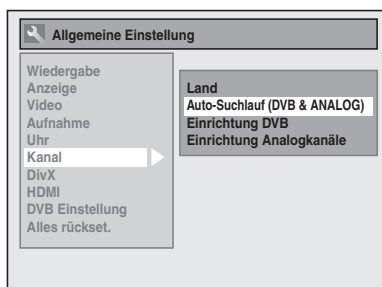 Allgemeine Einstellung
Wiedergabe
Anzeige
Video
Aufnahme
Uhr
Kanal
DivX
HDMI
DVB Einstellung
Alles rückset.
Land
Auto-Suchlauf (DVB & ANALOG)
Einrichtung DVB
Einrichtung Analogkanäle